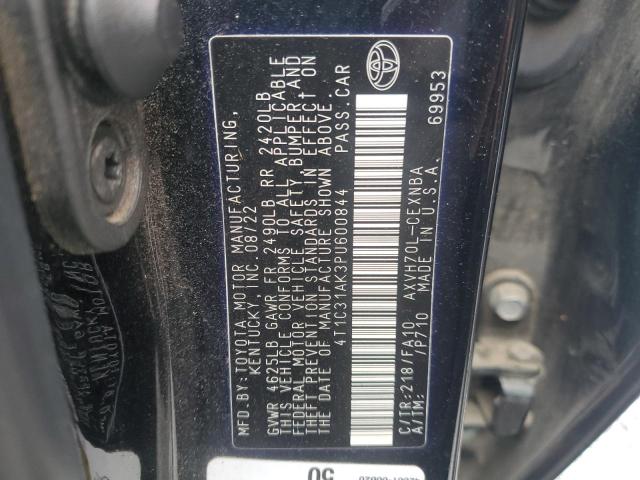 MFD.BY: TOYOTA MOTOR MANUFACTURING,
KENTUCKY, INC. 08/22
GVWR 4625LB GAWR FR 2490LB RR 2420LB
THIS VEHICLE CONFORMS TO ALL APPLICABLE
FEDERAL MOTOR VEHICLE SAFETY, BUMPER AND
THEFT PREVENTION STANDARDS IN EFFECT ON
THE DATE OF MANUFACTURE SHOWN ABOVE.
4T1C31AK3PU600844 PASS.CAR
C/TR:218/FA10 AXVH70L-CEXNBA
A/TM: /P710 MADE IN U.S.A. 69953
50